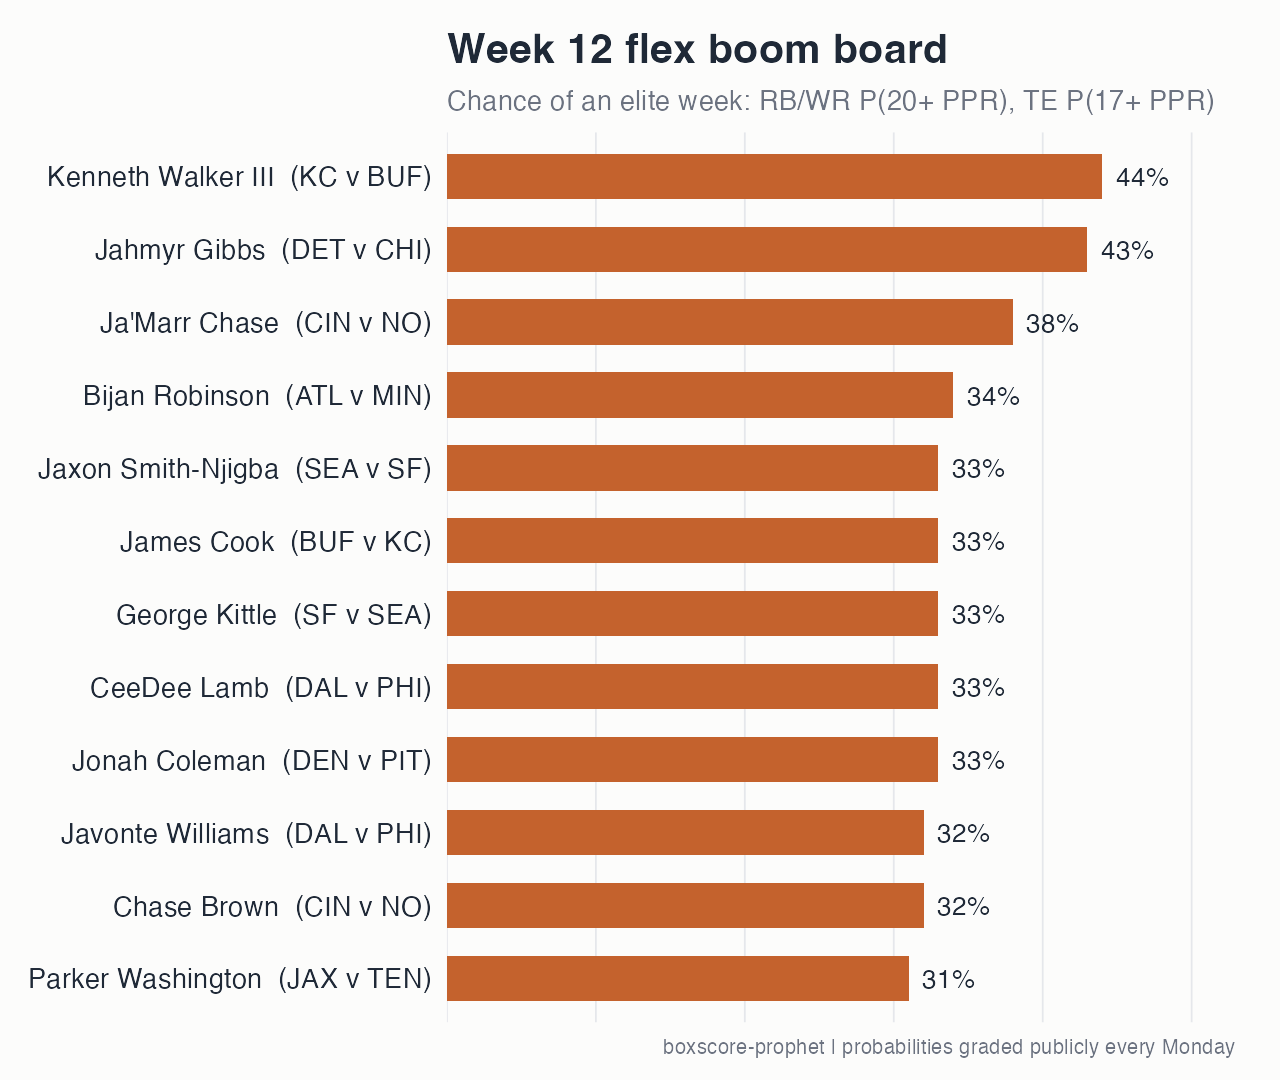 Week 12 flex boom board
Chance of an elite week: RB/WR P(20+ PPR), TE P(17+ PPR)
Kenneth Walker III (KC v BUF) 44%
Jahmyr Gibbs (DET v CHI) 43%
Ja'Marr Chase (CIN v NO) 38%
Bijan Robinson (ATL v MIN) 34%
Jaxon Smith-Njigba (SEA v SF) 33%
James Cook (BUF v KC) 33%
George Kittle (SF v SEA) 33%
CeeDee Lamb (DAL v PHI) 33%
Jonah Coleman (DEN v PIT) 33%
Javonte Williams (DAL v PHI) 32%
Chase Brown (CIN v NO) 32%
Parker Washington (JAX v TEN) 31%
boxscore-prophet | probabilities graded publicly every Monday